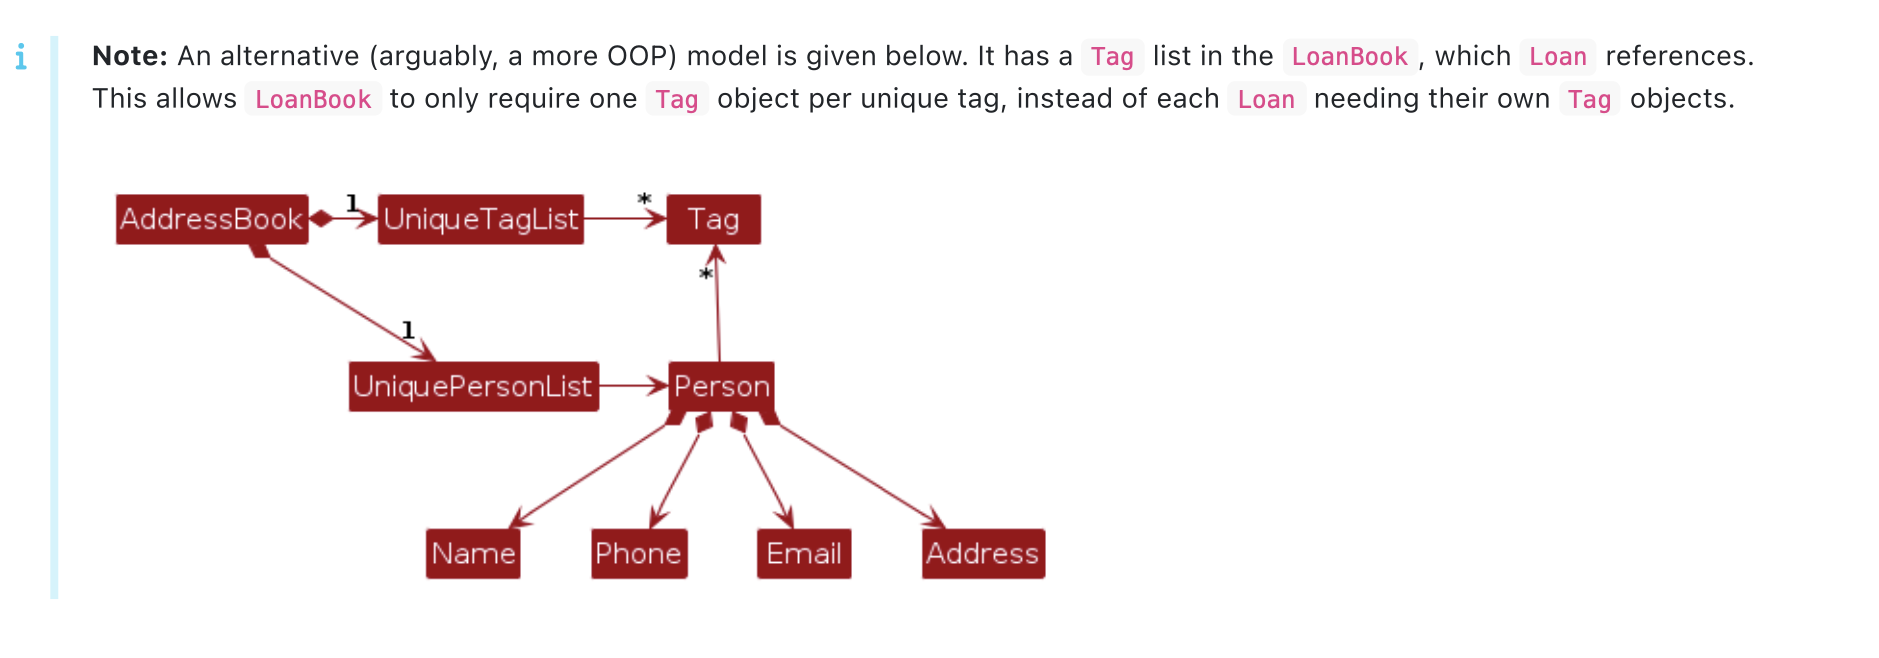 Note: An alternative (arguably, a more OOP) model is given below. It has a Tag list in the LoanBook , which Loan references.
This allows LoanBook to only require one Tag object per unique tag, instead of each Loan needing their own Tag objects.
AddressBook 1 UniqueTagList * Tag
*
1
UniquePersonList Person
Name Phone Email Address